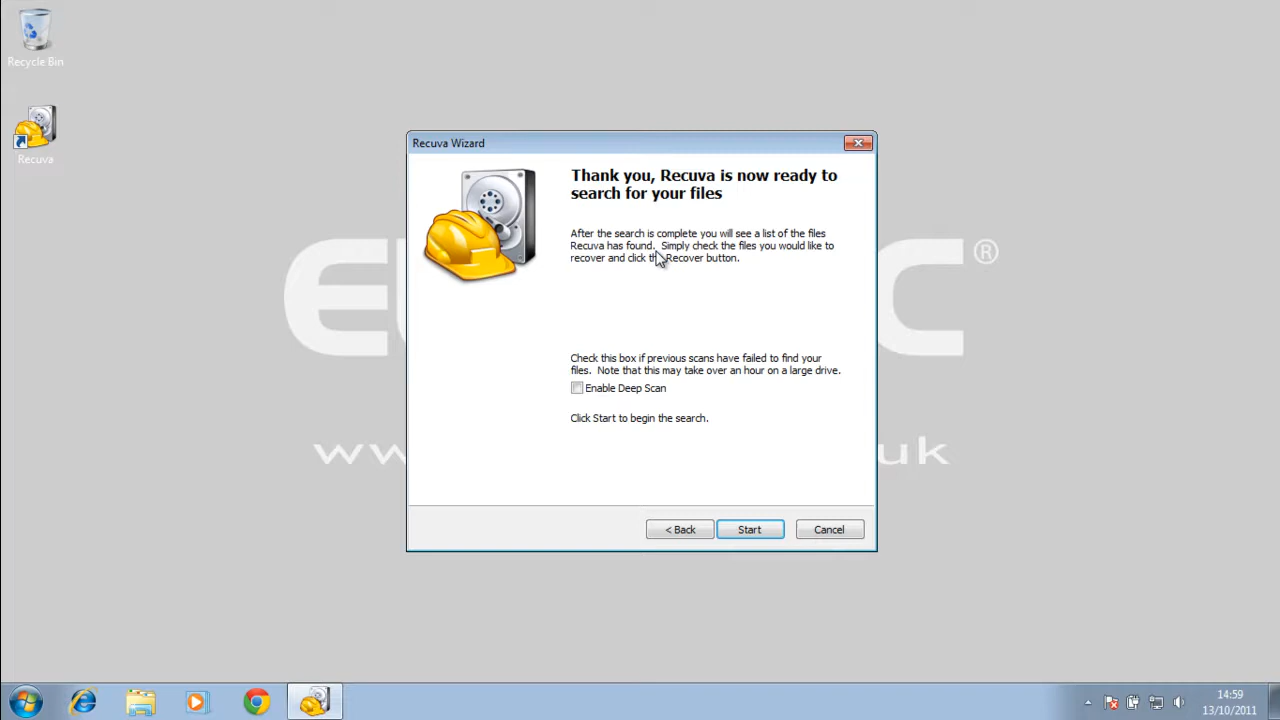 Recycle Bin
Recuva
Recuva Wizard
Thank you, Recuva is now ready to
search for your files
After the search is complete you will see a list of the files
Recuva has found. Simply check the files you would like to
recover and click the Recover button.
Check this box if previous scans have failed to find your
files. Note that this may take over an hour on a large drive.
Enable Deep Scan
Click Start to begin the search.
< Back
Start
Cancel
®
14:59
13/10/2011